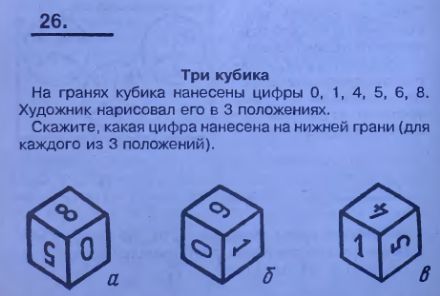 26.
Три кубика
На гранях кубика нанесены цифры 0, 1, 4, 5, 6, 8.
Художник нарисовал его в 3 положениях.
Скажите, какая цифра нанесена на нижней грани (для
каждого из 3 положений).
8 6 4
5 0 0 1 1 5
а б в